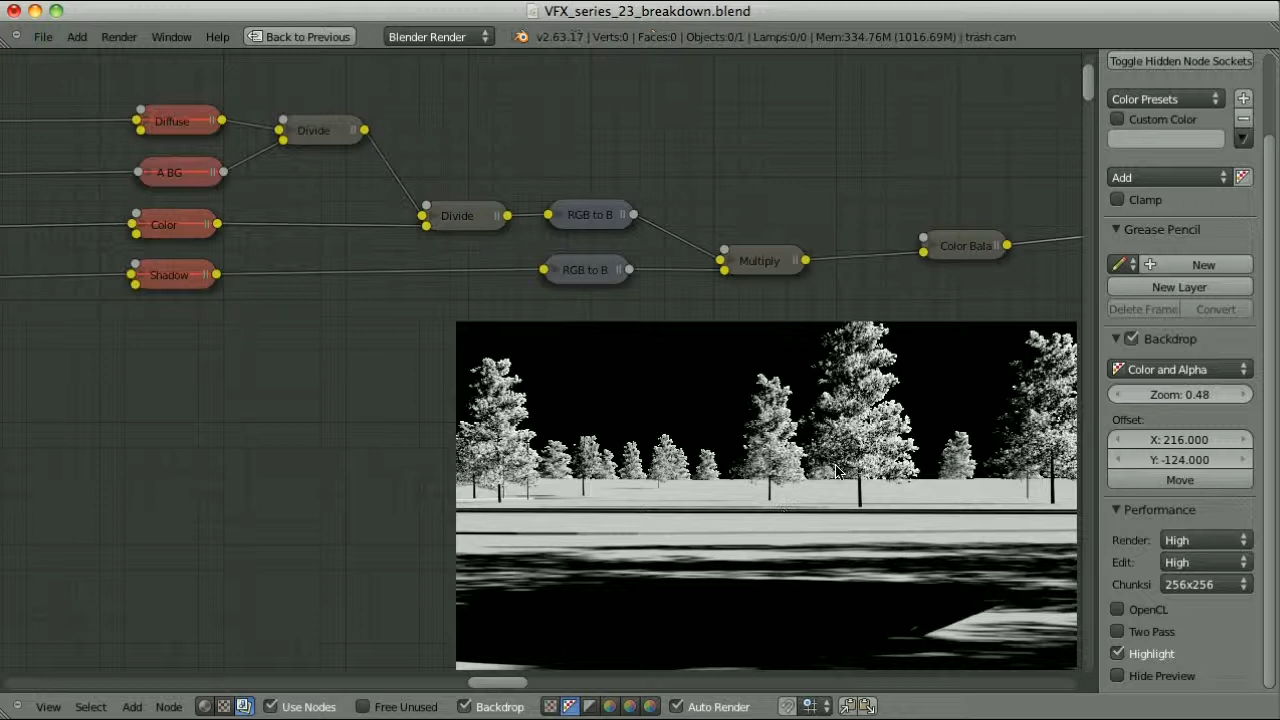 VFX_series_23_breakdown.blend
File Add Render Window Help Back to Previous Blender Render v2.63.17 | Verts:0 | Faces:0 | Objects:0/1 | Lamps:0/0 | Mem:334.76M (1016.69M) | trash cam
Toggle Hidden Node Sockets
Color Presets
Custom Color
Add
Clamp
Grease Pencil
New
New Layer
Delete Frame Convert
Backdrop
Color and Alpha
Zoom: 0.48
Offset:
X: 216.000
Y: -124.000
Move
Performance
Render: High
Edit: High
Chunksi 256x256
OpenCL
Two Pass
Highlight
Hide Preview
Diffuse
Divide
A BG
Color
Divide
RGB to B
Shadow
RGB to B
Multiply
Color Bala
View Select Add Node Use Nodes Free Unused Backdrop Auto Render